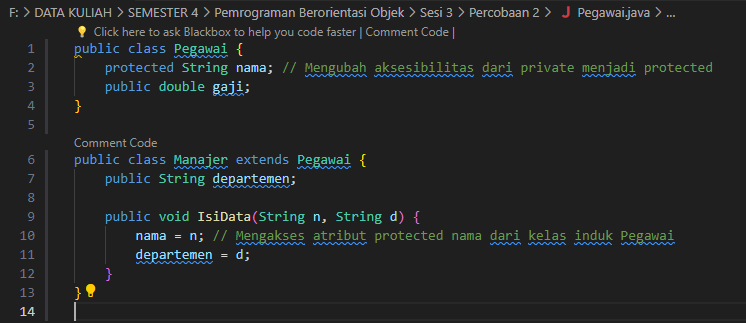 F: > DATA KULIAH > SEMESTER 4 > Pemrograman Berorientasi Objek > Sesi 3 > Percobaan 2 > J Pegawai.java > ...
Click here to ask Blackbox to help you code faster | Comment Code |
1 public class Pegawai {
2     protected String nama; // Mengubah aksesibilitas dari private menjadi protected
3     public double gaji;
4 }
5
Comment Code
6 public class Manajer extends Pegawai {
7     public String departemen;
8
9     public void IsiData(String n, String d) {
10         nama = n; // Mengakses atribut protected nama dari kelas induk Pegawai
11         departemen = d;
12     }
13 }
14